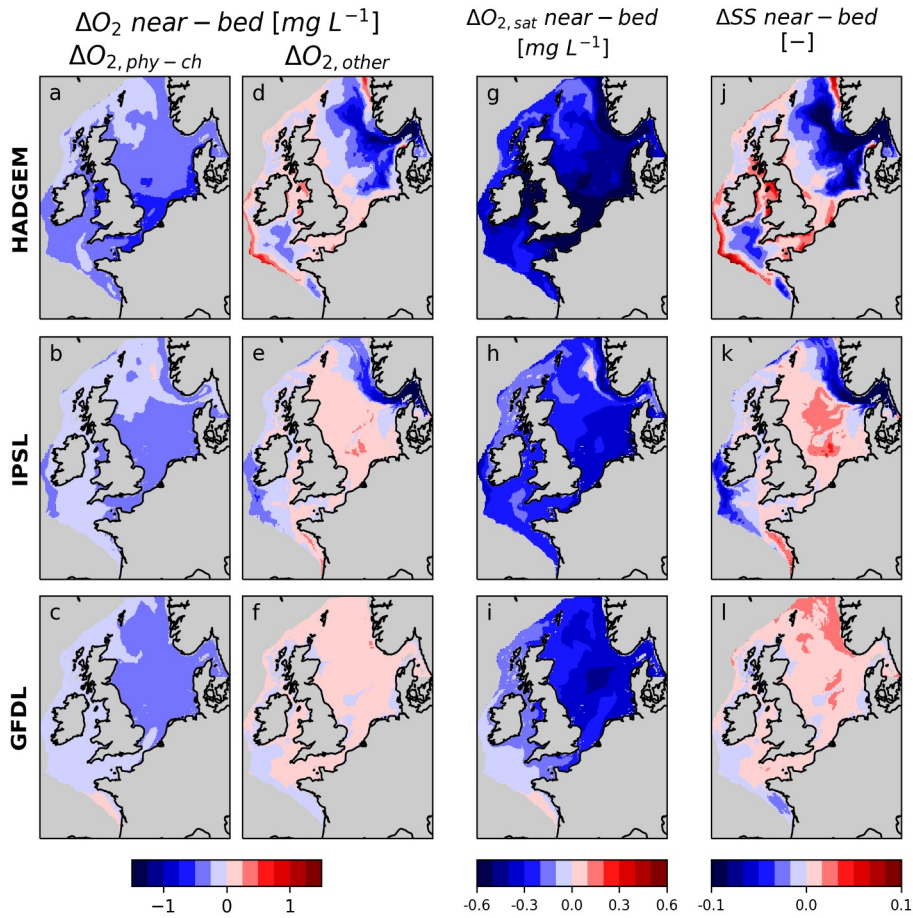 ΔO₂ near − bed [mg L⁻¹]
ΔO₂,phy − ch ΔO₂,other
ΔO₂,sat near − bed
[mg L⁻¹]
ΔSS near − bed
[−]
HADGEM
a d g j
IPSL
b e h k
GFDL
c f i l
−1 0 1
-0.6 -0.3 0.0 0.3 0.6
-0.1 0.0 0.1